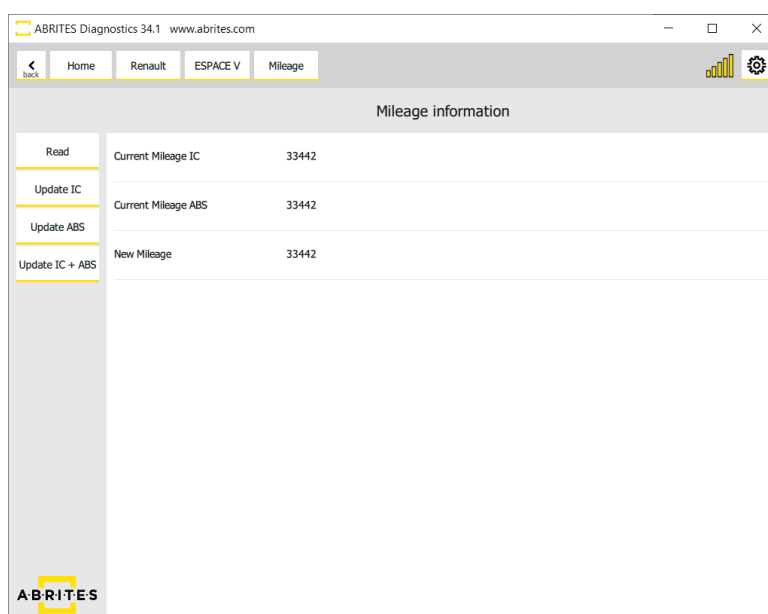 ABRITES Diagnostics 34.1 www.abrites.com
back Home Renault ESPACE V Mileage
Mileage information
Read
Update IC
Update ABS
Update IC + ABS
Current Mileage IC 33442
Current Mileage ABS 33442
New Mileage 33442
A·B·R·I·T·E·S